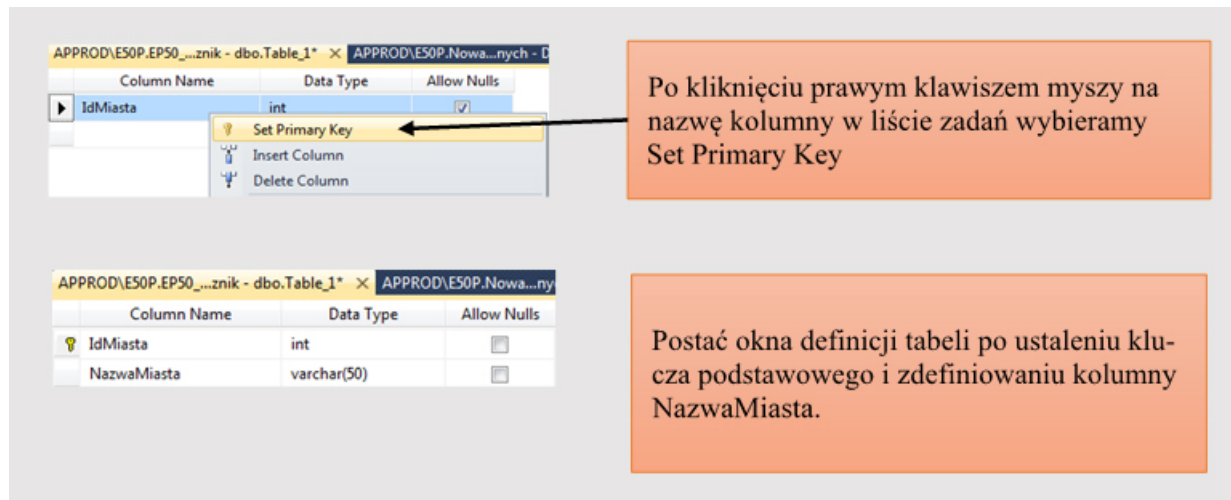 APPROD\E50P.EP50_...znik - dbo.Table_1* × APPROD\E50P.Nowa...nych - D
Column Name Data Type Allow Nulls
IdMiasta int
Set Primary Key
Insert Column
Delete Column
Po kliknięciu prawym klawiszem myszy na
nazwę kolumny w liście zadań wybieramy
Set Primary Key
APPROD\E50P.EP50_...znik - dbo.Table_1* × APPROD\E50P.Nowa...ny
Column Name Data Type Allow Nulls
IdMiasta int
NazwaMiasta varchar(50)
Postać okna definicji tabeli po ustaleniu klu-
cza podstawowego i zdefiniowaniu kolumny
NazwaMiasta.